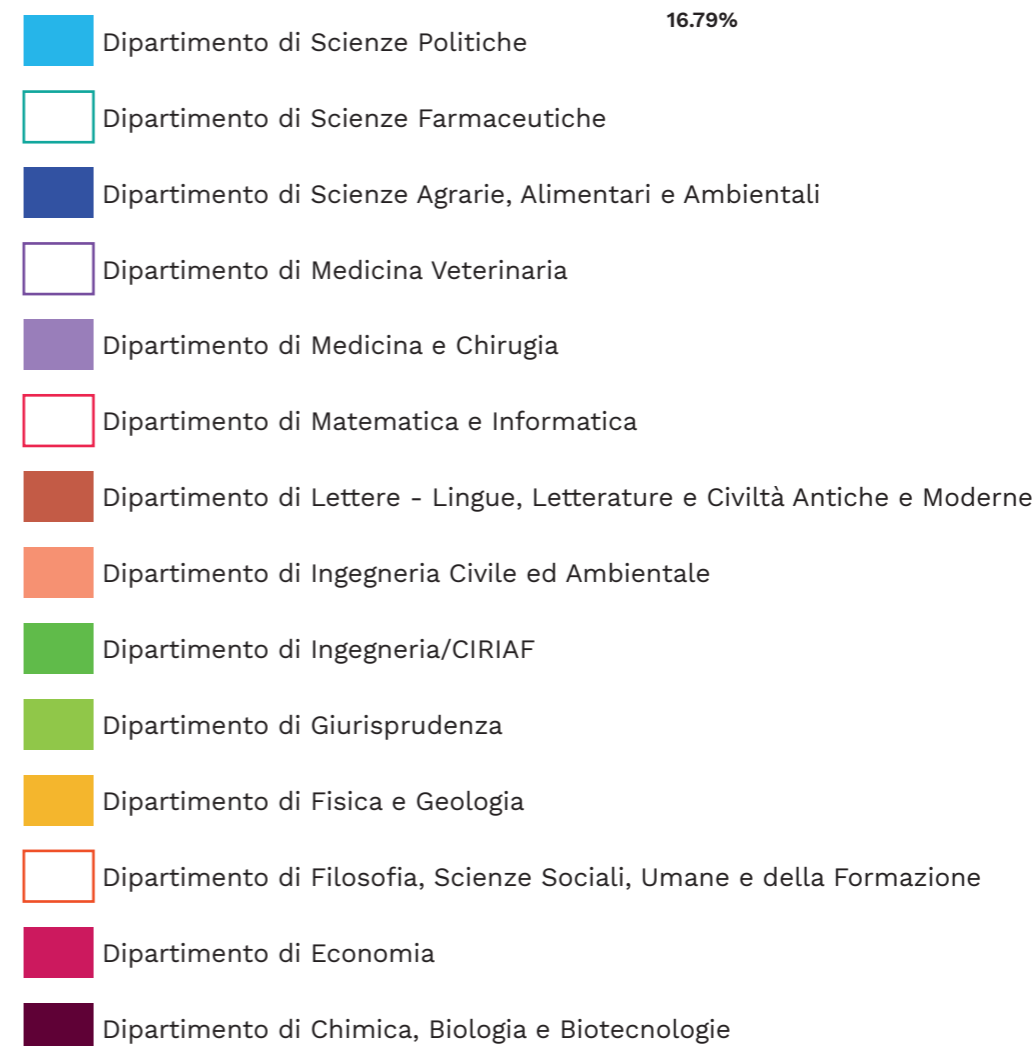 16.79%
Dipartimento di Scienze Politiche
Dipartimento di Scienze Farmaceutiche
Dipartimento di Scienze Agrarie, Alimentari e Ambientali
Dipartimento di Medicina Veterinaria
Dipartimento di Medicina e Chirugia
Dipartimento di Matematica e Informatica
Dipartimento di Lettere - Lingue, Letterature e Civiltà Antiche e Moderne
Dipartimento di Ingegneria Civile ed Ambientale
Dipartimento di Ingegneria/CIRIAF
Dipartimento di Giurisprudenza
Dipartimento di Fisica e Geologia
Dipartimento di Filosofia, Scienze Sociali, Umane e della Formazione
Dipartimento di Economia
Dipartimento di Chimica, Biologia e Biotecnologie